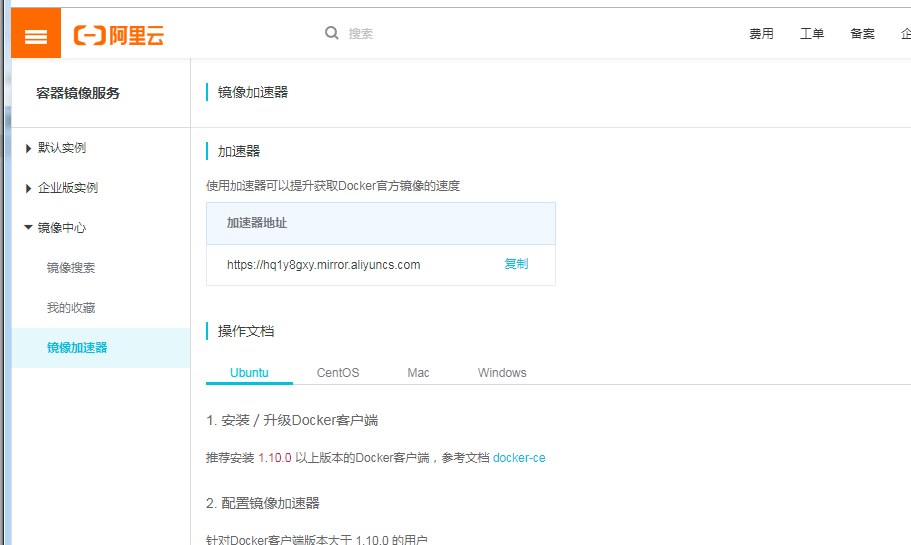 阿里云
搜索
费用
工单
备案
容器镜像服务
默认实例
企业版实例
镜像中心
镜像搜索
我的收藏
镜像加速器
镜像加速器
加速器
使用加速器可以提升获取Docker官方镜像的速度
加速器地址
https://hq1y8gxy.mirror.aliyuncs.com
复制
操作文档
Ubuntu
CentOS
Mac
Windows
1. 安装 / 升级Docker客户端
推荐安装 1.10.0 以上版本的Docker客户端，参考文档 docker-ce
2. 配置镜像加速器
针对Docker客户端版本大于 1.10.0 的用户